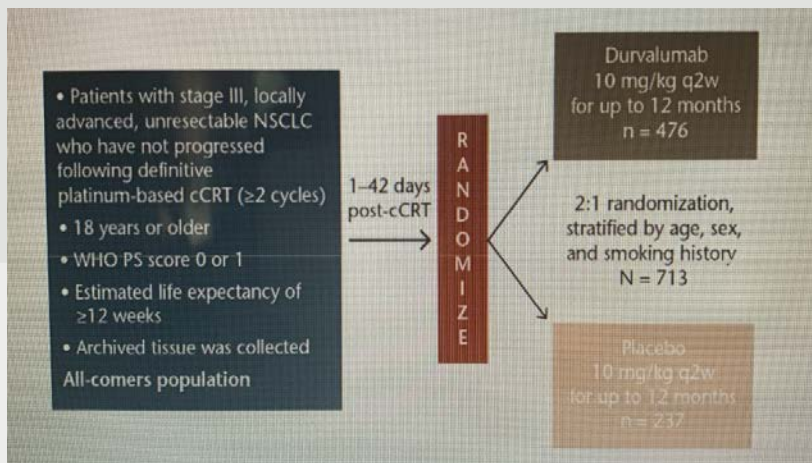 • Patients with stage III, locally
advanced, unresectable NSCLC
who have not progressed
following definitive
platinum-based cCRT (≥2 cycles)
• 18 years or older
• WHO PS score 0 or 1
• Estimated life expectancy of
≥12 weeks
• Archived tissue was collected
All-comers population
1–42 days
post-cCRT
R
A
N
D
O
M
I
Z
E
Durvalumab
10 mg/kg q2w
for up to 12 months
n = 476
2:1 randomization,
stratified by age, sex,
and smoking history
N = 713
Placebo
10 mg/kg q2w
for up to 12 months
n = 237